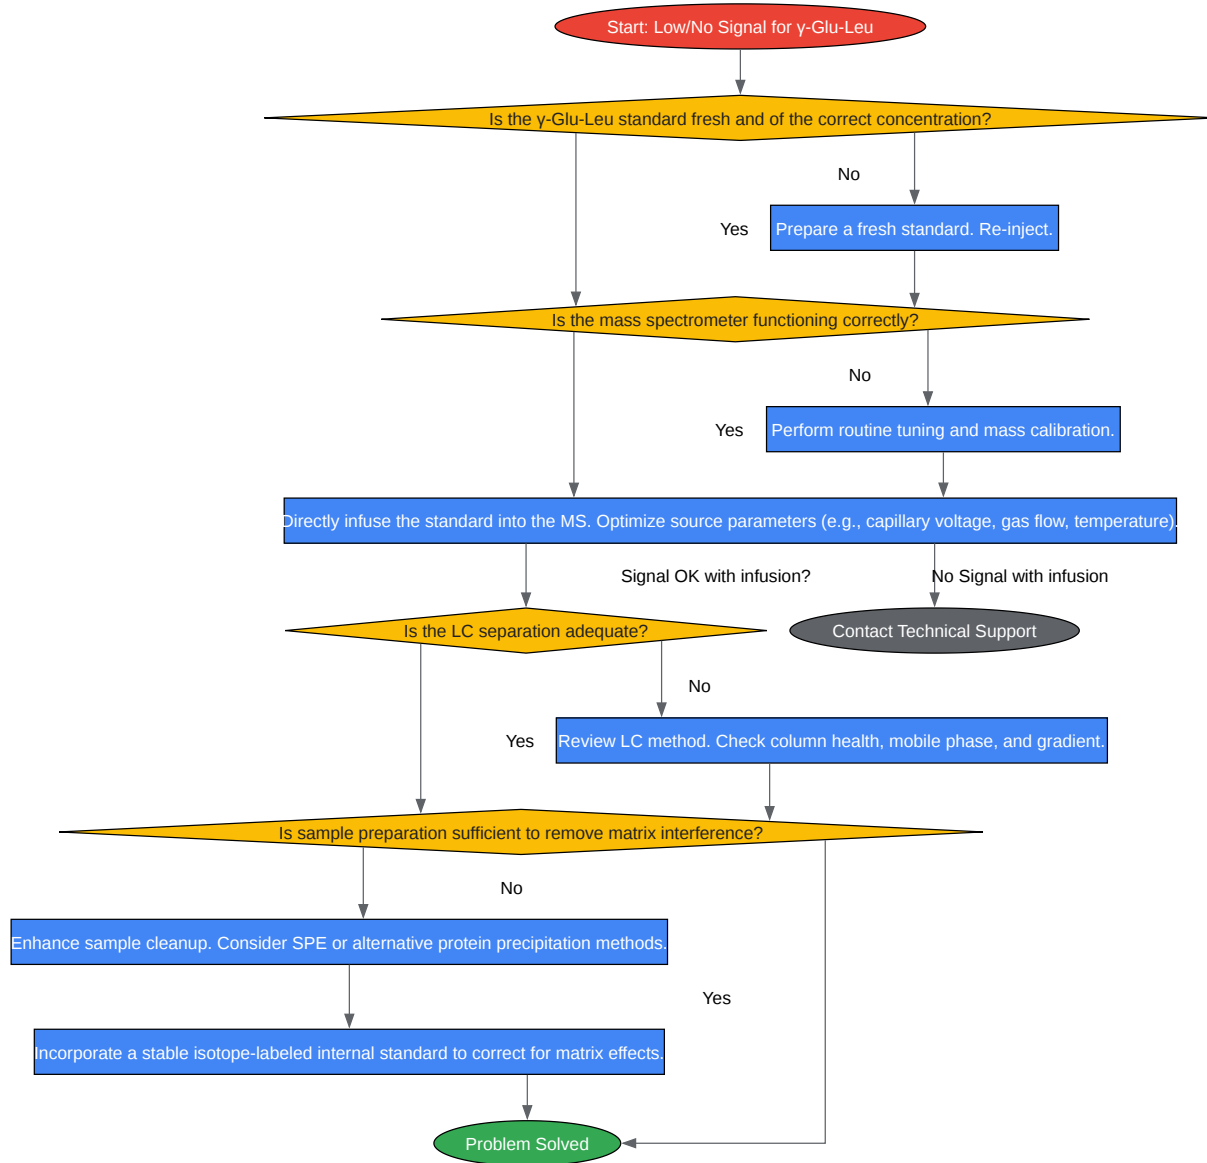 Start: Low/No Signal for γ-Glu-Leu
Is the γ-Glu-Leu standard fresh and of the correct concentration?
No
Yes
Prepare a fresh standard. Re-inject.
Is the mass spectrometer functioning correctly?
No
Yes
Perform routine tuning and mass calibration.
Directly infuse the standard into the MS. Optimize source parameters (e.g., capillary voltage, gas flow, temperature).
Signal OK with infusion?
No Signal with infusion
Is the LC separation adequate?
Contact Technical Support
No
Yes
Review LC method. Check column health, mobile phase, and gradient.
Is sample preparation sufficient to remove matrix interference?
No
Enhance sample cleanup. Consider SPE or alternative protein precipitation methods.
Yes
Incorporate a stable isotope-labeled internal standard to correct for matrix effects.
Problem Solved